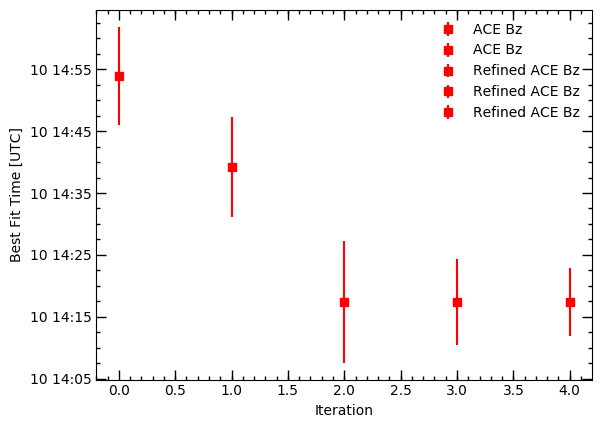 ACE Bz
ACE Bz
Refined ACE Bz
Refined ACE Bz
Refined ACE Bz
Best Fit Time [UTC]
10 14:55
10 14:45
10 14:35
10 14:25
10 14:15
10 14:05
0.0 0.5 1.0 1.5 2.0 2.5 3.0 3.5 4.0
Iteration